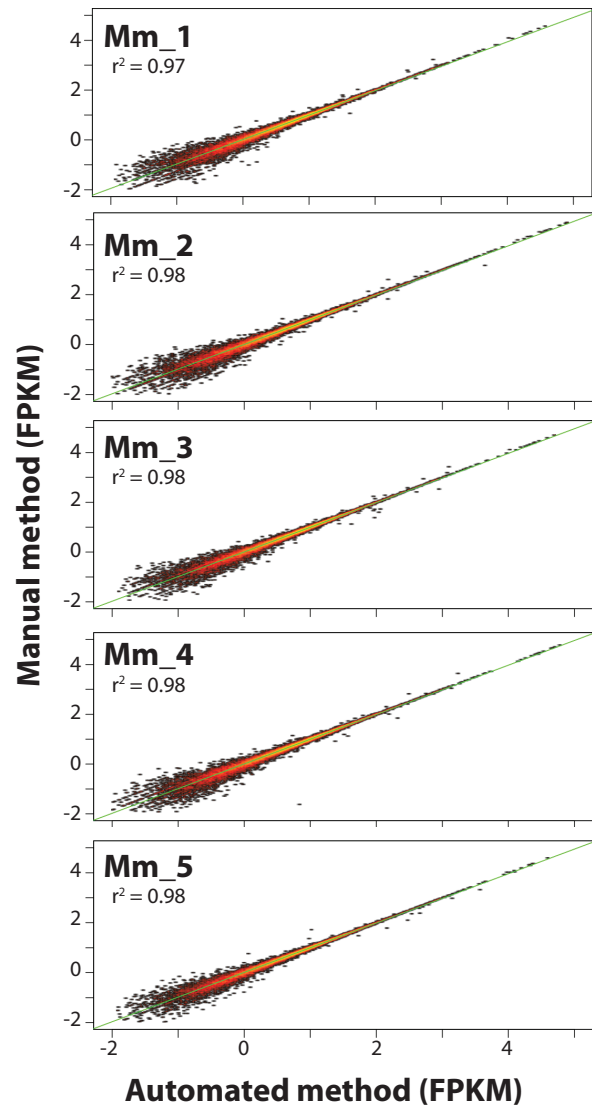 Mm_1
r² = 0.97
4
2
0
-2
Mm_2
r² = 0.98
4
2
0
-2
Mm_3
r² = 0.98
4
2
0
-2
Mm_4
r² = 0.98
4
2
0
-2
Mm_5
r² = 0.98
4
2
0
-2
-2 0 2 4
Manual method (FPKM)
Automated method (FPKM)